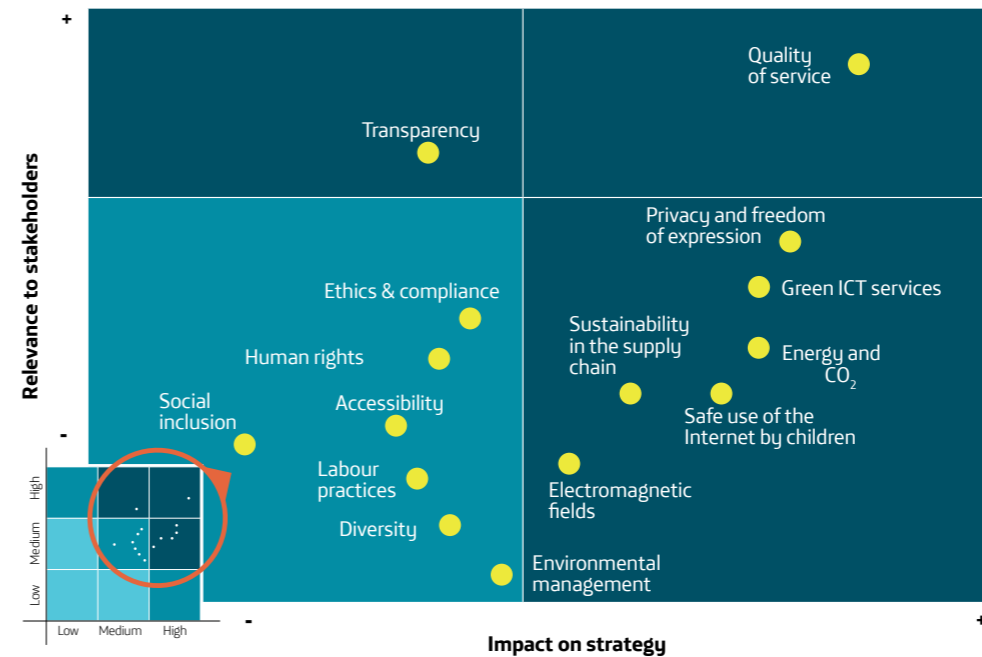 +
Quality
of service
Transparency
Relevance to stakeholders
Privacy and freedom
of expression
Green ICT services
Ethics & compliance
Sustainability
in the supply
chain
Human rights
Energy and
CO₂
Social
inclusion
Accessibility
Safe use of the
Internet by children
-
Labour
practices
Electromagnetic
fields
Diversity
Environmental
management
High
Medium
Low
Low Medium High
-
+
Impact on strategy